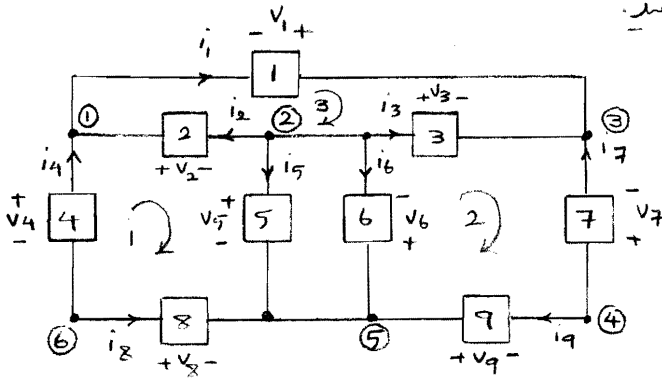 - V1 +
i1 1
① i2 ② 3 i3 +V3- ③
2 3
i4 +V2- i5 i6 i7
+ V4 - 4 1 V5 + - 5 6 - V6 + 2 7 - V7 +
⑥ i8 8 ⑤ 9 i9 ④
+V8- +V9-